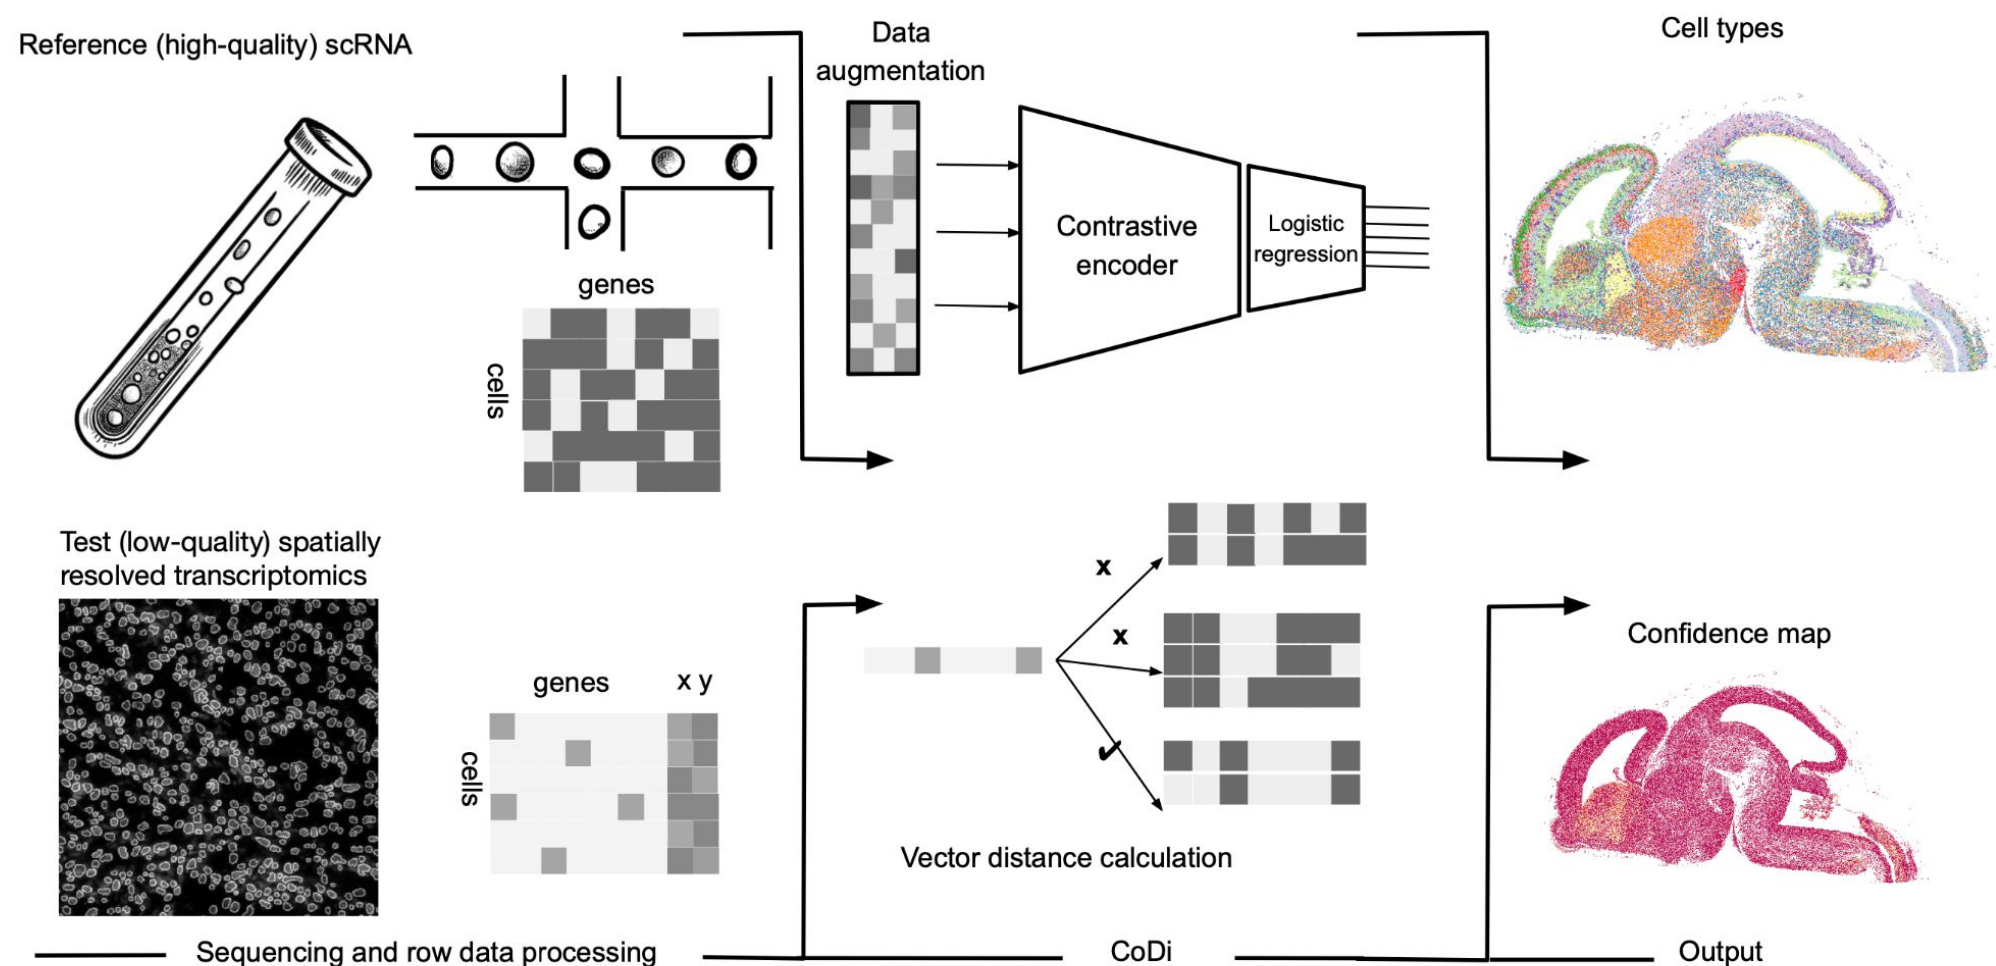 Reference (high-quality) scRNA
genes
cells
Test (low-quality) spatially
resolved transcriptomics
genes
x y
cells
Sequencing and row data processing
Data
augmentation
Contrastive
encoder
Logistic
regression
x
x
Vector distance calculation
CoDi
Cell types
Confidence map
Output